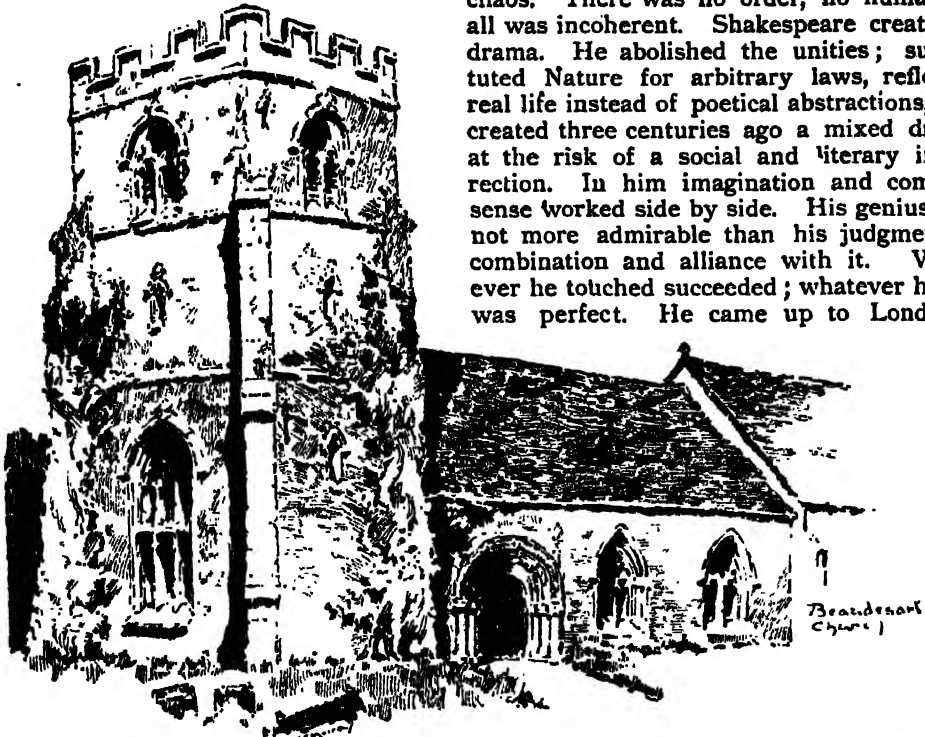 chaos. There was no order, no
all was incoherent. Shakespeare creat
drama. He abolished the unities; su
tuted Nature for arbitrary laws, refle
real life instead of poetical abstractions,
created three centuries ago a mixed d
at the risk of a social and literary i
rection. In him imagination and com
sense worked side by side. His genius
not more admirable than his judgme
combination and alliance with it. V
ever he touched succeeded; whatever h
was perfect. He came up to Lond